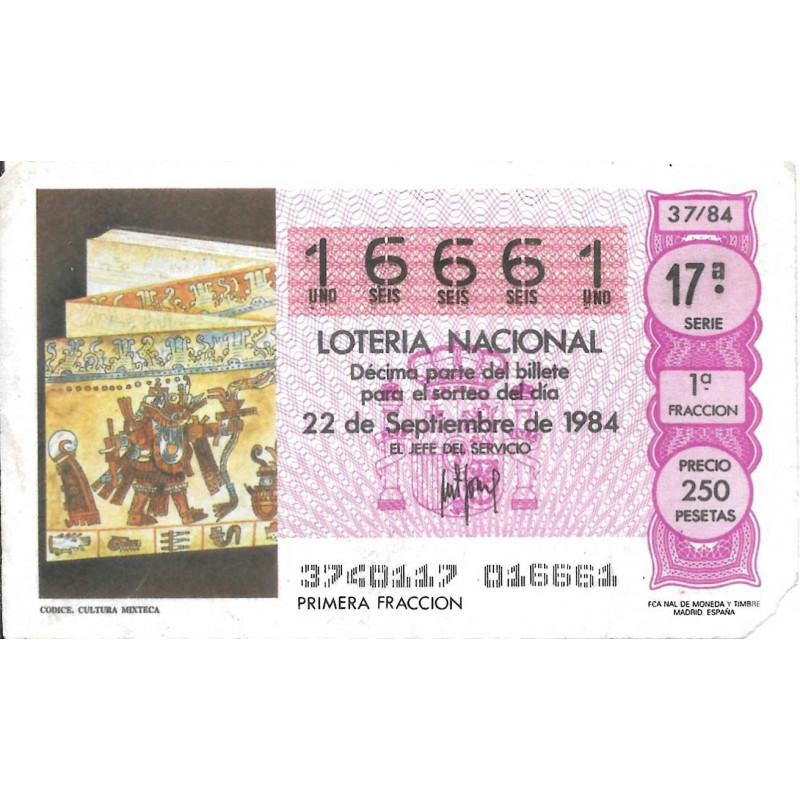 37/84
1 6 6 6 1
UNO SEIS SEIS SEIS UNO
17ª
SERIE
LOTERIA NACIONAL
Décima parte del billete
para el sorteo del día
22 de Septiembre de 1984
EL JEFE DEL SERVICIO
1ª
FRACCION
PRECIO
250
PESETAS
3740117 016661
PRIMERA FRACCION
CODICE. CULTURA MIXTECA
FCA NAL DE MONEDA Y TIMBRE
MADRID ESPAÑA